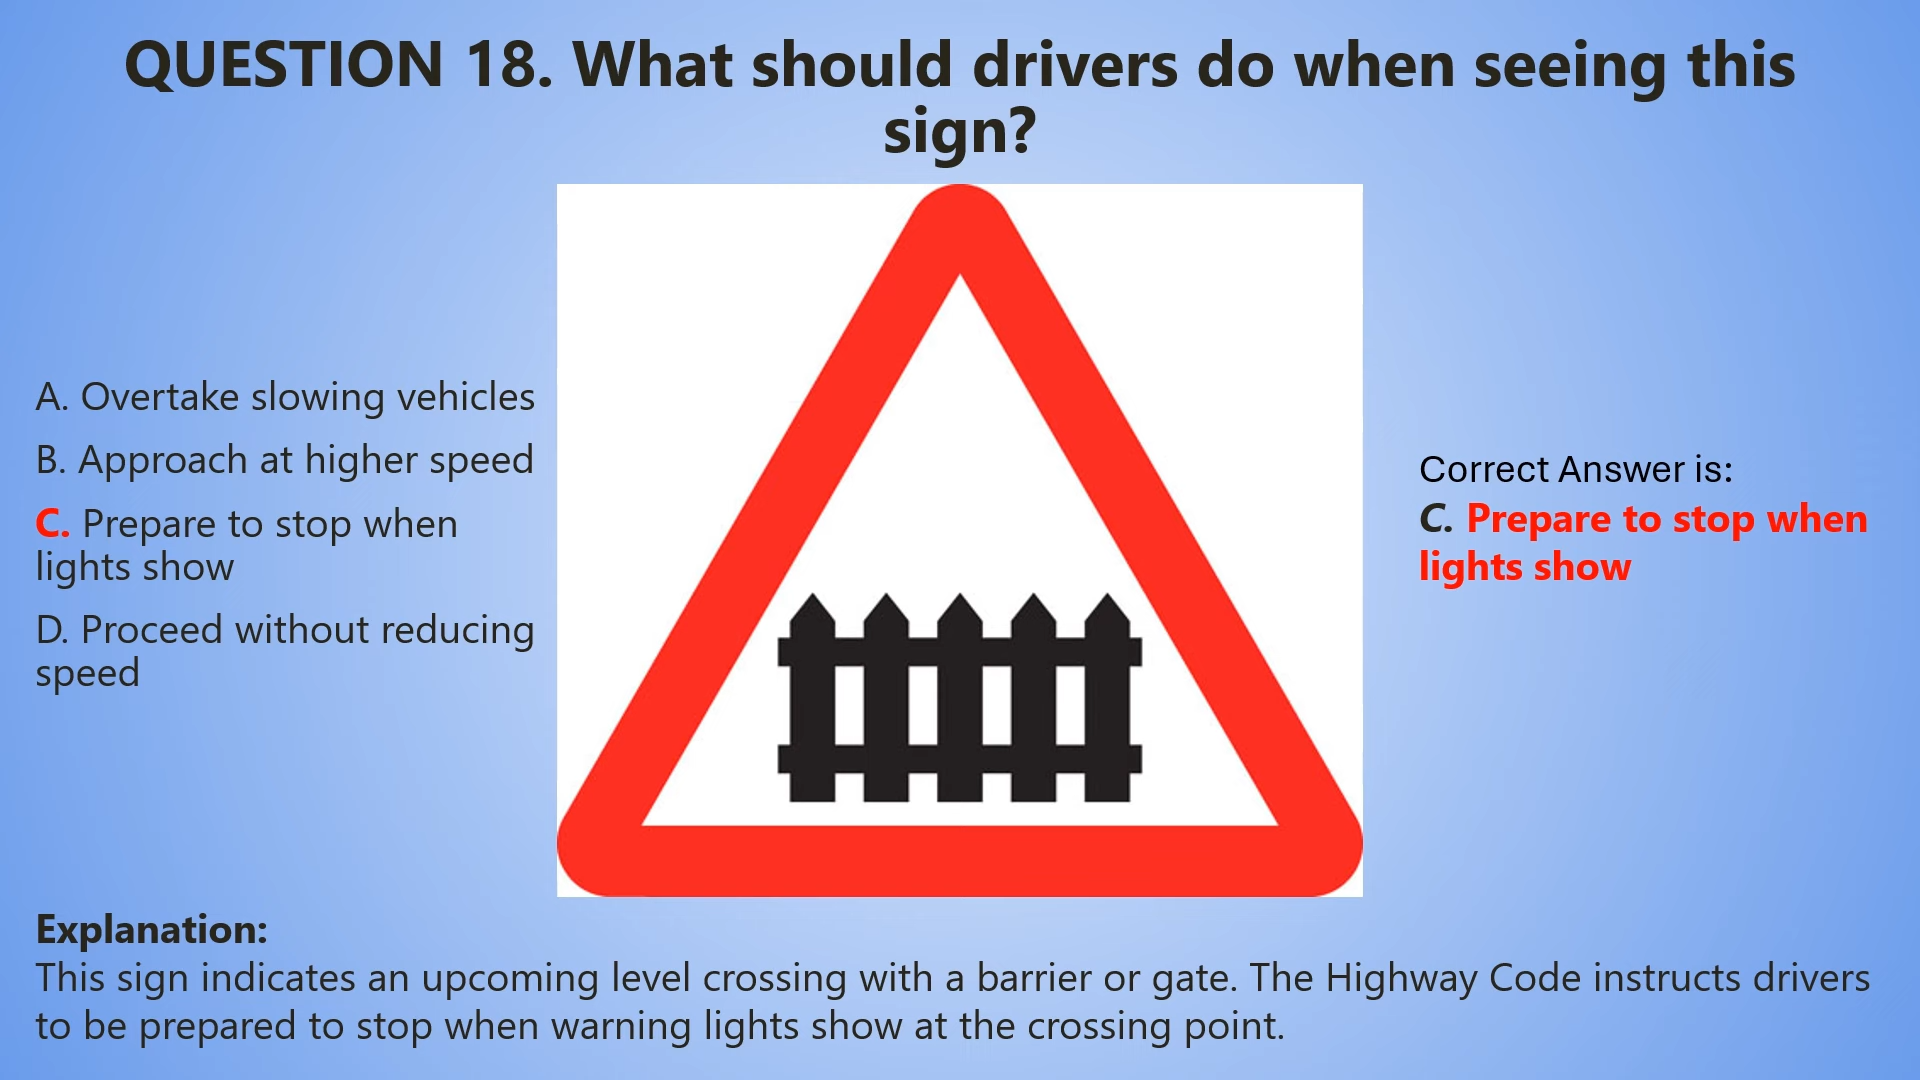 QUESTION 18. What should drivers do when seeing this
sign?
A. Overtake slowing vehicles
B. Approach at higher speed
C. Prepare to stop when
lights show
D. Proceed without reducing
speed
Correct Answer is:
C. Prepare to stop when
lights show
Explanation:
This sign indicates an upcoming level crossing with a barrier or gate. The Highway Code instructs drivers
to be prepared to stop when warning lights show at the crossing point.